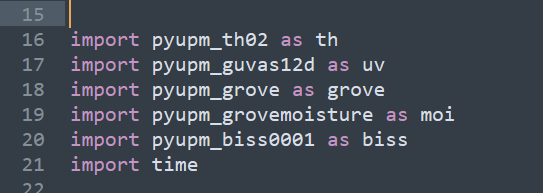 15
16 import pyupm_th02 as th
17 import pyupm_guvas12d as uv
18 import pyupm_grove as grove
19 import pyupm_grovemoisture as moi
20 import pyupm_biss0001 as biss
21 import time
22